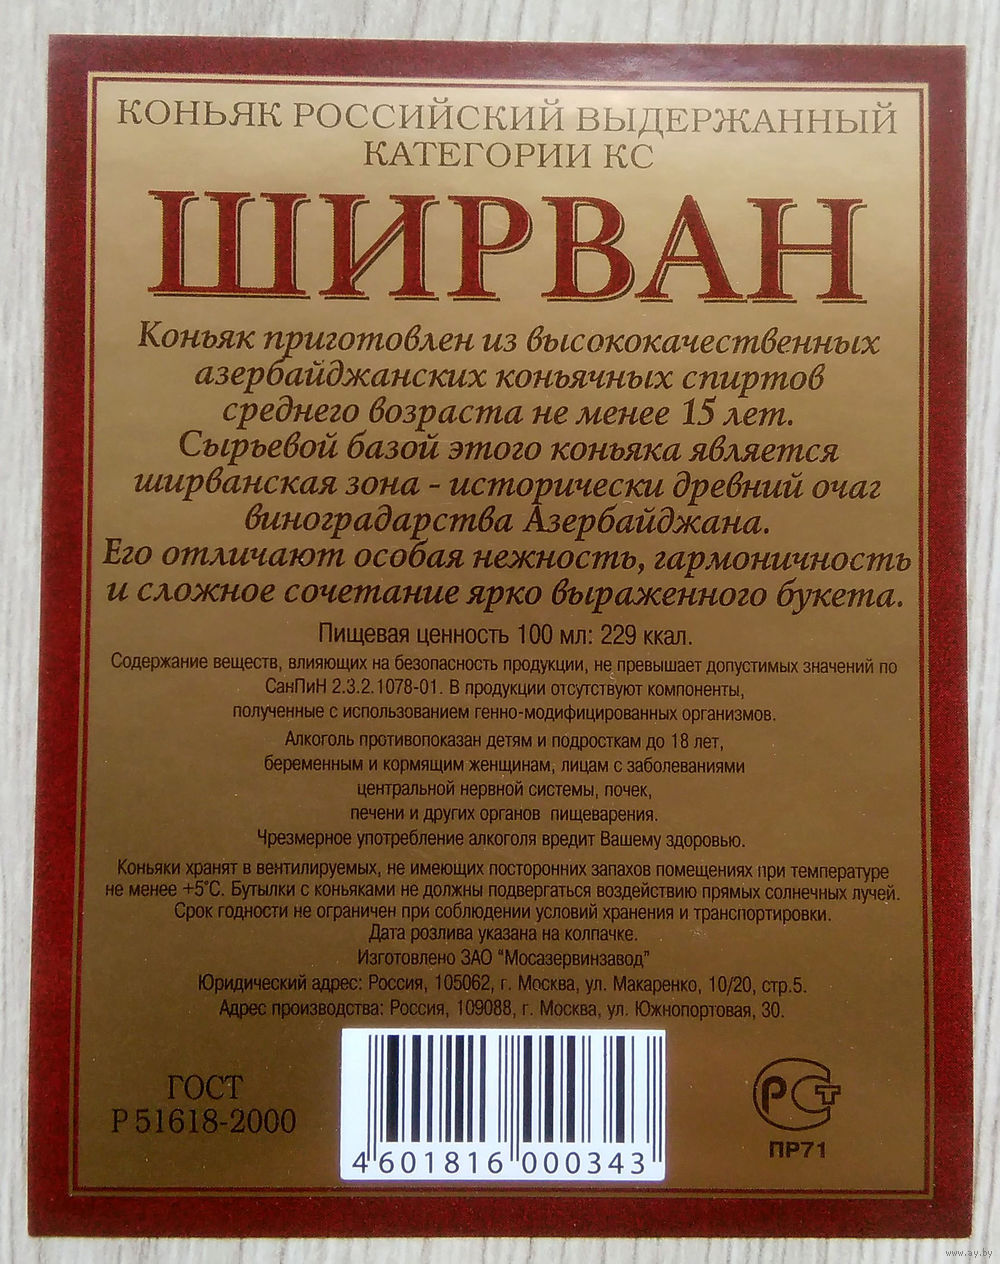 КОНЬЯК РОССИЙСКИЙ ВЫДЕРЖАННЫЙ
КАТЕГОРИИ КС
ШИРВАН
Коньяк приготовлен из высококачественных
азербайджанских коньячных спиртов
среднего возраста не менее 15 лет.
Сырьевой базой этого коньяка является
ширванская зона - исторически древний очаг
виноградарства Азербайджана.
Его отличают особая нежность, гармоничность
и сложное сочетание ярко выраженного букета.
Пищевая ценность 100 мл: 229 ккал.
Содержание веществ, влияющих на безопасность продукции, не превышает допустимых значений по
СанПиН 2.3.2.1078-01. В продукции отсутствуют компоненты,
полученные с использованием генно-модифицированных организмов.
Алкоголь противопоказан детям и подросткам до 18 лет,
беременным и кормящим женщинам, лицам с заболеваниями
центральной нервной системы, почек,
печени и других органов пищеварения.
Чрезмерное употребление алкоголя вредит Вашему здоровью.
Коньяки хранят в вентилируемых, не имеющих посторонних запахов помещениях при температуре
не менее +5°С. Бутылки с коньяками не должны подвергаться воздействию прямых солнечных лучей.
Срок годности не ограничен при соблюдении условий хранения и транспортировки.
Дата розлива указана на колпачке.
Изготовлено ЗАО "Мосазервинзавод"
Юридический адрес: Россия, 105062, г. Москва, ул. Макаренко, 10/20, стр.5.
Адрес производства: Россия, 109088, г. Москва, ул. Южнопортовая, 30.
ГОСТ
Р 51618-2000
4 601816 000343
РСТ
ПР71
www.ay.by